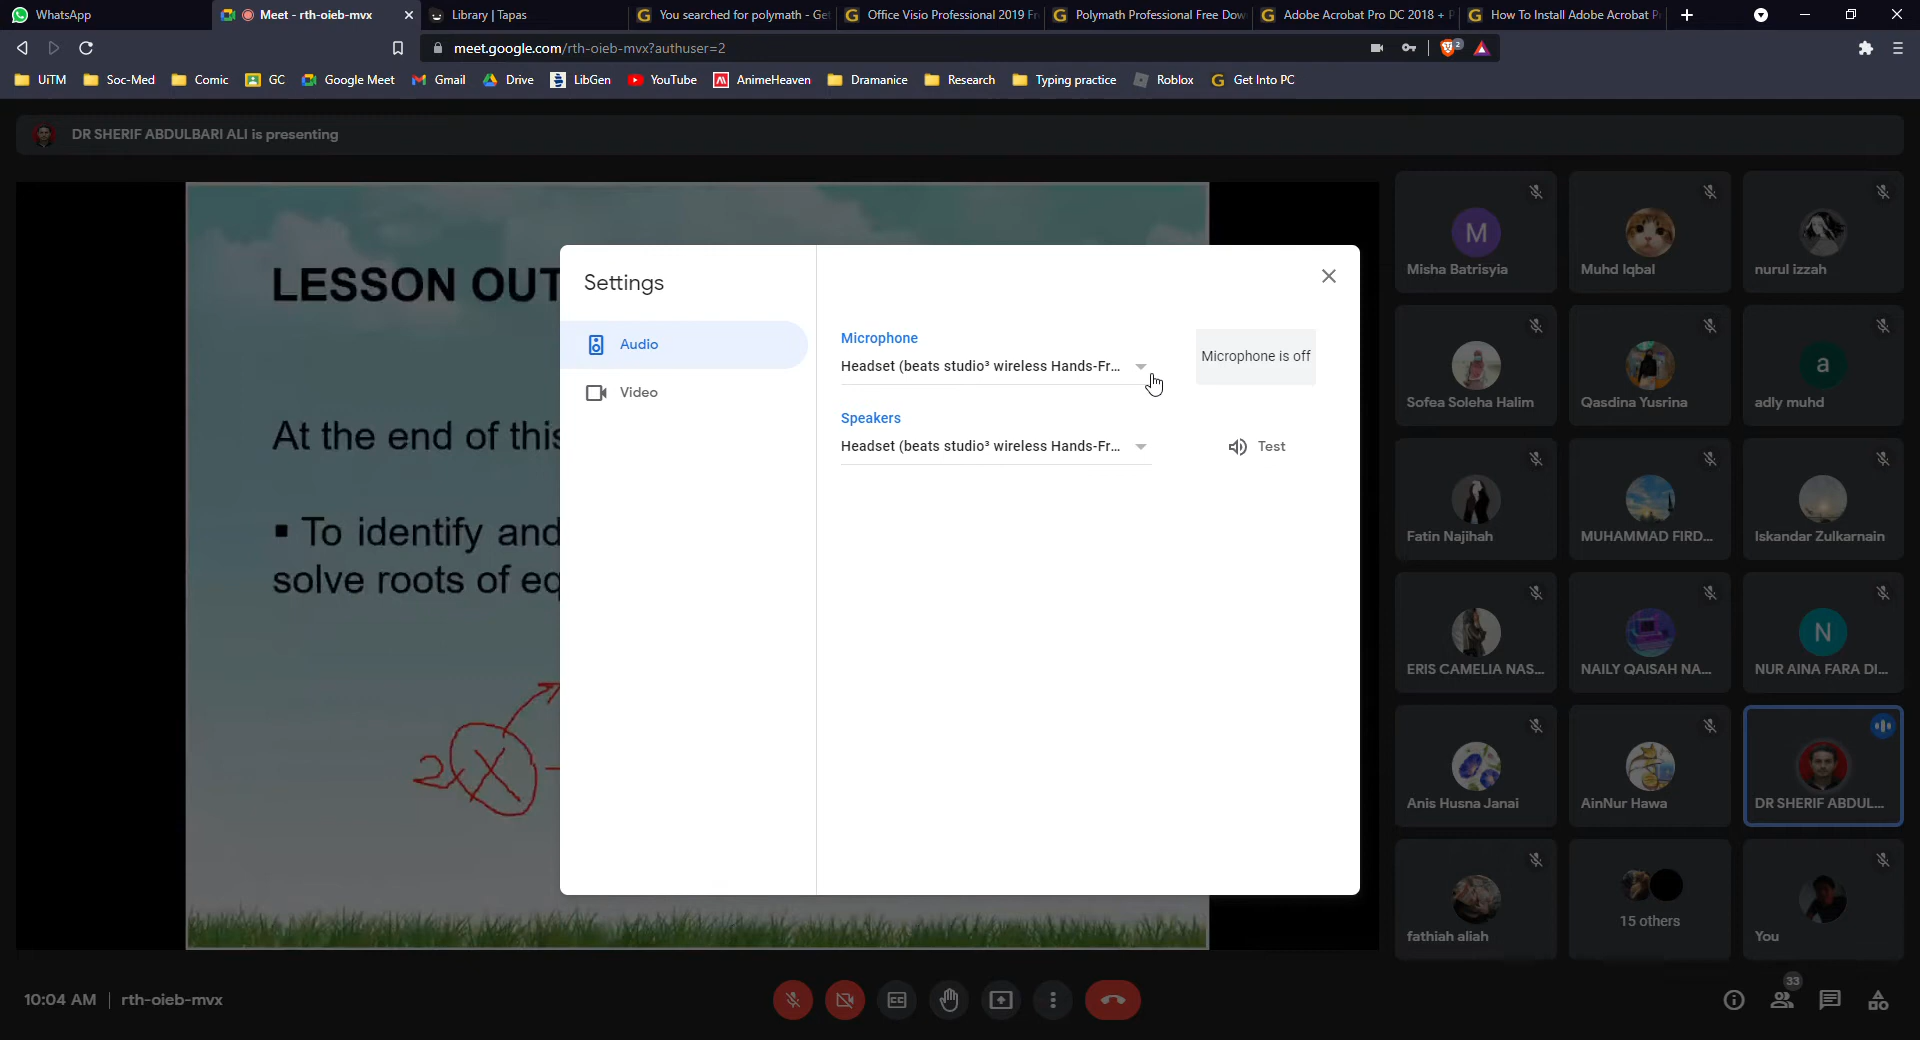 WhatsApp
Meet - rth-oieb-mvx
Library | Tapas
You searched for polymath - Ge
Office Visio Professional 2019 Fr
Polymath Professional Free Dow
Adobe Acrobat Pro DC 2018 + P
How To Install Adobe Acrobat P
meet.google.com/rth-oieb-mvx?authuser=2
2
UiTM
Soc-Med
Comic
GC
Google Meet
Gmail
Drive
LibGen
YouTube
AnimeHeaven
Dramanice
Research
Typing practice
Roblox
Get Into PC
DR SHERIF ABDULBARI ALI is presenting
LESSON OUT
At the end of this
▪ To identify and
solve roots of eq
2 X -
Settings
Audio
Video
Microphone
Headset (beats studio³ wireless Hands-Fr...
Microphone is off
Speakers
Headset (beats studio³ wireless Hands-Fr...
Test
M
Misha Batrisyia
Muhd Iqbal
nurul izzah
Sofea Soleha Halim
Qasdina Yusrina
a
adly muhd
Fatin Najihah
MUHAMMAD FIRD...
Iskandar Zulkarnain
ERIS CAMELIA NAS...
NAILY QAISAH NA...
N
NUR AINA FARA DI...
Anis Husna Janai
AinNur Hawa
DR SHERIF ABDUL...
fathiah aliah
15 others
You
10:04 AM | rth-oieb-mvx
33